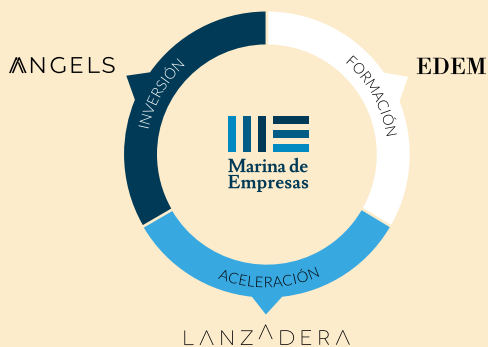 ANGELS
INVERSIÓN
FORMACIÓN
EDEM
Marina de
Empresas
ACELERACIÓN
LANZADERA